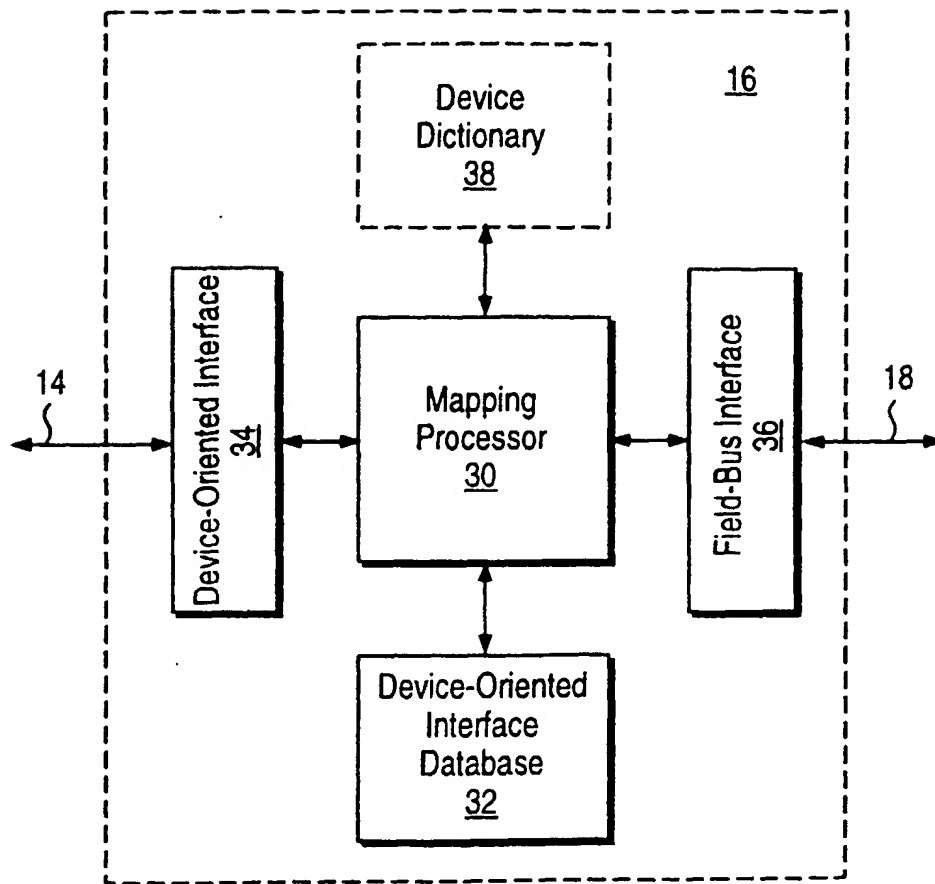 16
Device
Dictionary
38
14
Device-Oriented Interface
34
Mapping
Processor
30
Field-Bus Interface
36
18
Device-Oriented
Interface
Database
32